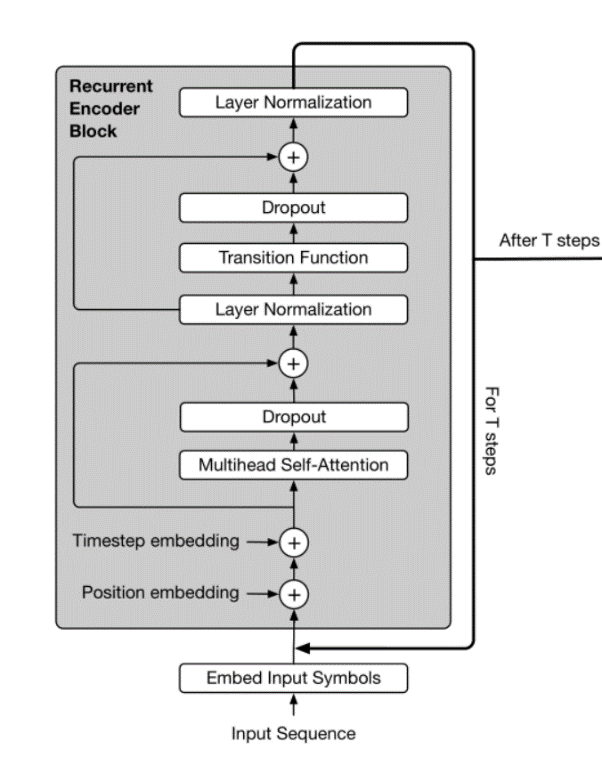 Recurrent
Encoder
Block
Layer Normalization
+
Dropout
Transition Function
After T steps
Layer Normalization
+
Dropout
For T steps
Multihead Self-Attention
Timestep embedding
+
Position embedding
+
Embed Input Symbols
Input Sequence